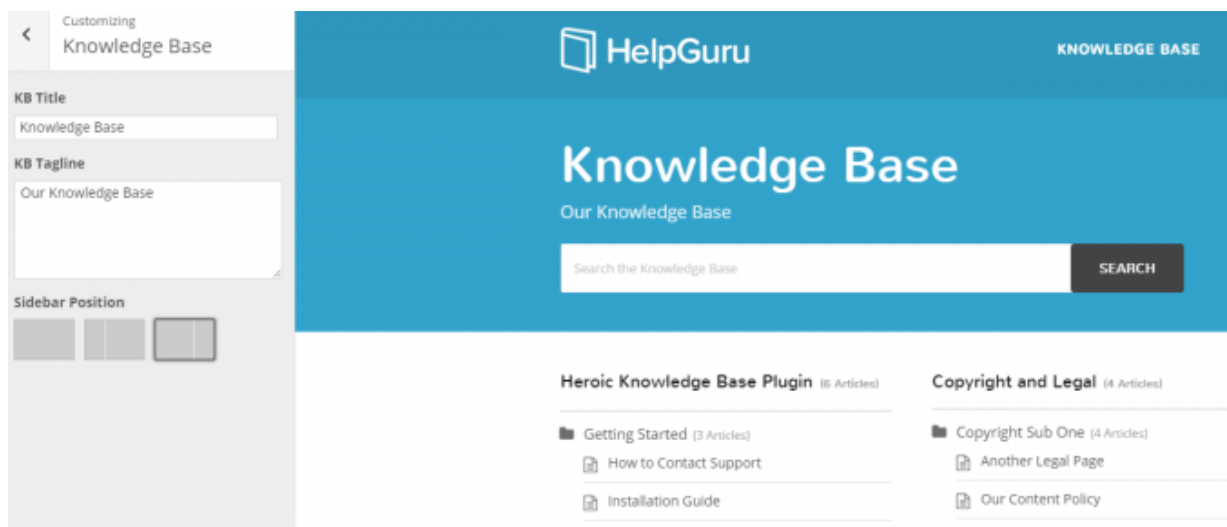 Customizing
Knowledge Base
KB Title
Knowledge Base
KB Tagline
Our Knowledge Base
Sidebar Position
HelpGuru
KNOWLEDGE BASE
Knowledge Base
Our Knowledge Base
Search the Knowledge Base
SEARCH
Heroic Knowledge Base Plugin (6 Articles)
Getting Started (3 Articles)
How to Contact Support
Installation Guide
Copyright and Legal (4 Articles)
Copyright Sub One (4 Articles)
Another Legal Page
Our Content Policy